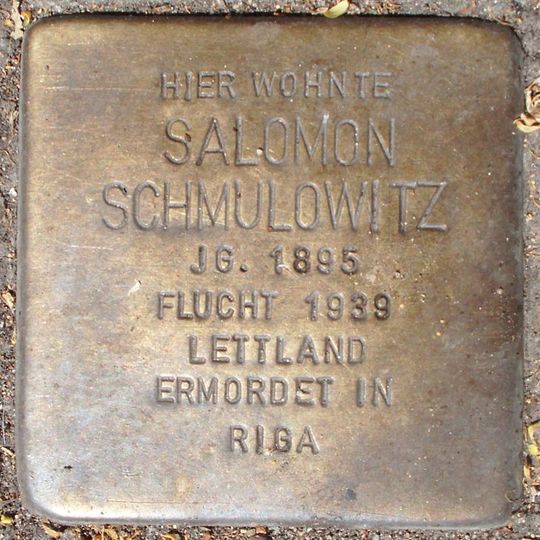 HIER WOHNTE
SALOMON
SCHMULOWITZ
JG. 1895
FLUCHT 1939
LETTLAND
ERMORDET IN
RIGA